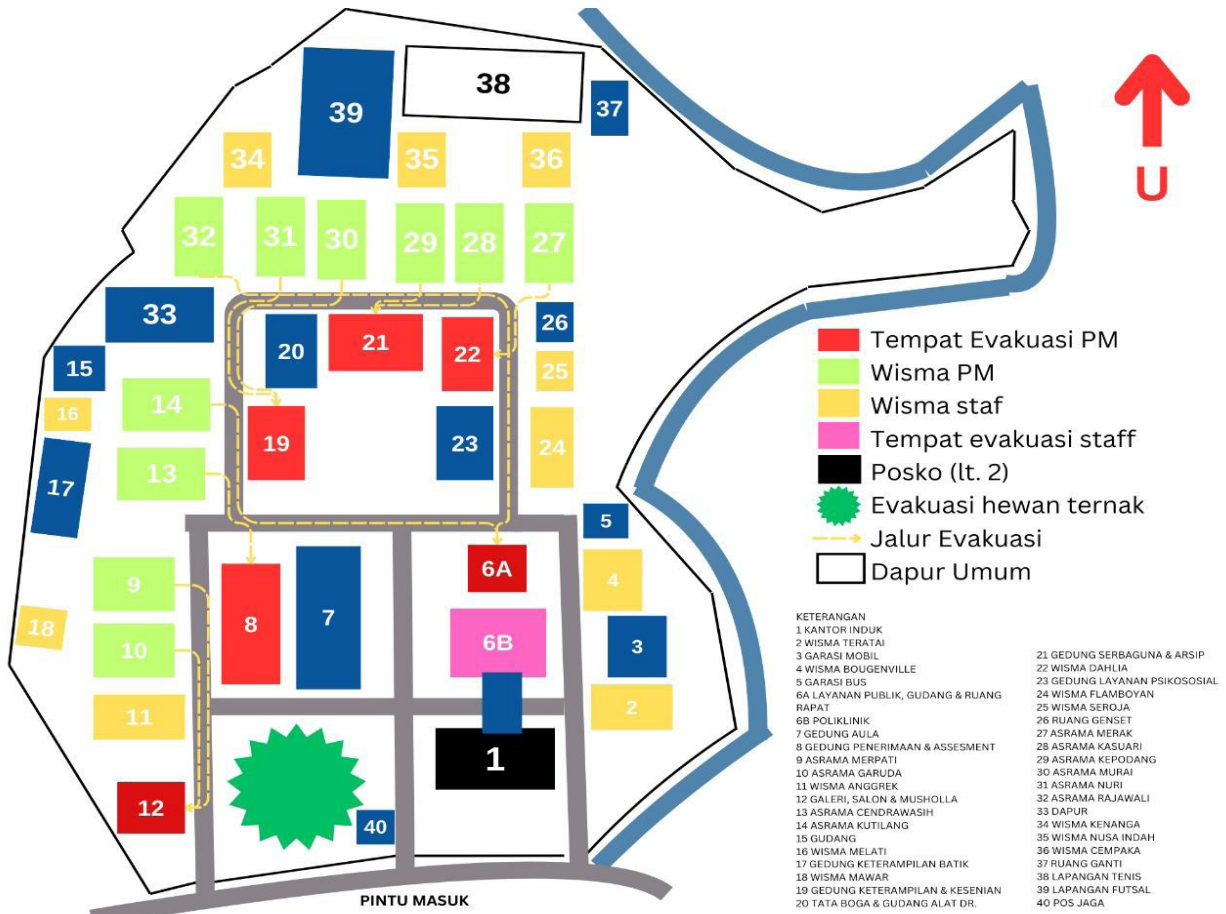 38
39
37
U
34
35
36
32
31
30
29
28
27
33
20
21
22
26
15
14
25
16
19
23
24
13
17
5
9
8
7
6A
4
18
10
6B
3
11
2
1
12
40
PINTU MASUK
Tempat Evakuasi PM
Wisma PM
Wisma staf
Tempat evakuasi staff
Posko (lt. 2)
Evakuasi hewan ternak
Jalur Evakuasi
Dapur Umum
KETERANGAN
1 KANTOR INDUK
2 WISMA TERATAI
3 GARASI MOBIL
4 WISMA BOUGENVILLE
5 GARASI BUS
6A LAYANAN PUBLIK, GUDANG & RUANG
RAPAT
6B POLIKLINIK
7 GEDUNG AULA
8 GEDUNG PENERIMAAN & ASSESMENT
9 ASRAMA MERPATI
10 ASRAMA GARUDA
11 WISMA ANGGREK
12 GALERI, SALON & MUSHOLLA
13 ASRAMA CENDRAWASIH
14 ASRAMA KUTILANG
15 GUDANG
16 WISMA MELATI
17 GEDUNG KETERAMPILAN BATIK
18 WISMA MAWAR
19 GEDUNG KETERAMPILAN & KESENIAN
20 TATA BOGA & GUDANG ALAT DR.
21 GEDUNG SERBAGUNA & ARSIP
22 WISMA DAHLIA
23 GEDUNG LAYANAN PSIKOSOSIAL
24 WISMA FLAMBOYAN
25 WISMA SEROJA
26 RUANG GENSET
27 ASRAMA MERAK
28 ASRAMA KASUARI
29 ASRAMA KEPODANG
30 ASRAMA MURAI
31 ASRAMA NURI
32 ASRAMA RAJAWALI
33 DAPUR
34 WISMA KENANGA
35 WISMA NUSA INDAH
36 WISMA CEMPAKA
37 RUANG GANTI
38 LAPANGAN TENIS
39 LAPANGAN FUTSAL
40 POS JAGA